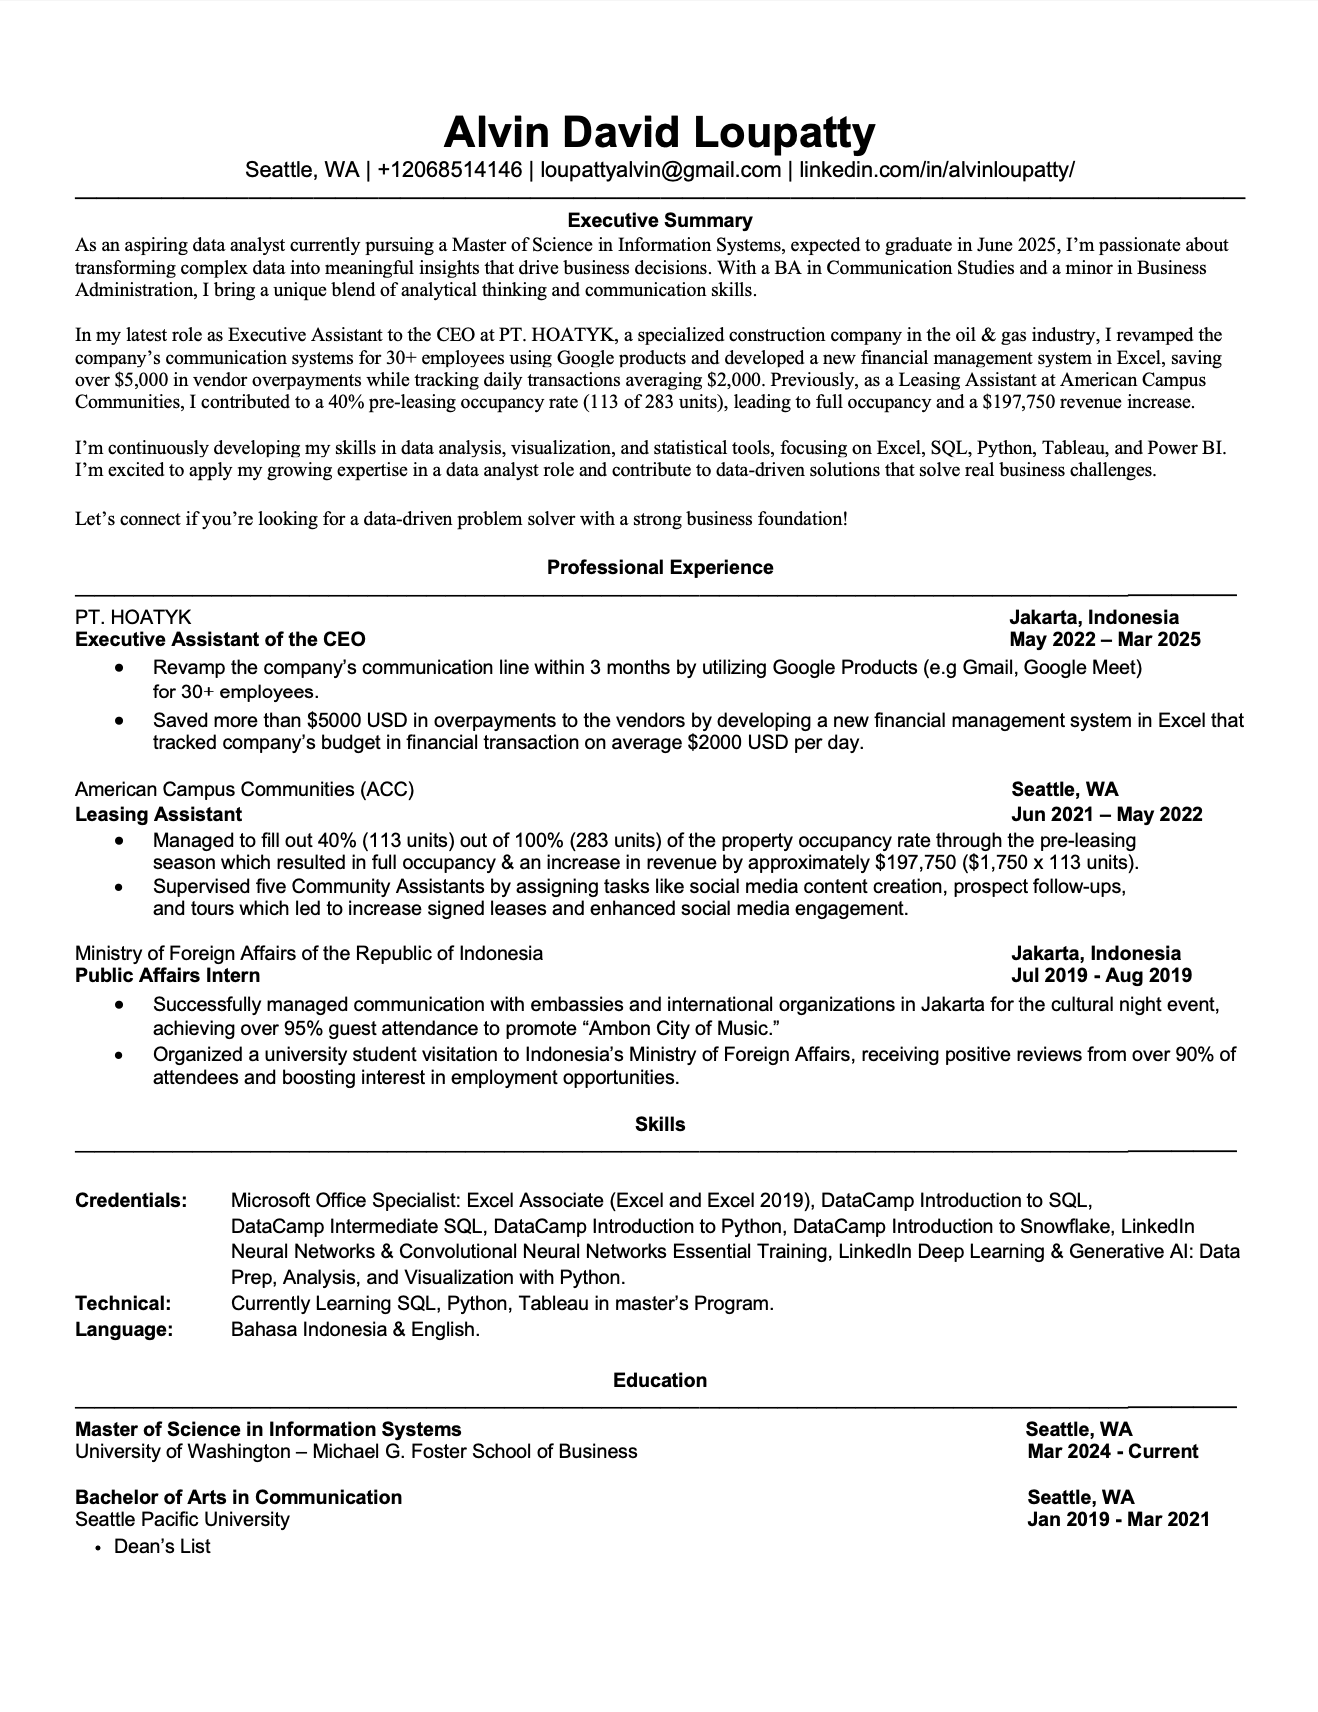 Alvin David Loupatty
Seattle, WA | +12068514146 | loupattyalvin@gmail.com | linkedin.com/in/alvinloupatty/
Executive Summary
As an aspiring data analyst currently pursuing a Master of Science in Information Systems, expected to graduate in June 2025, I’m passionate about
transforming complex data into meaningful insights that drive business decisions. With a BA in Communication Studies and a minor in Business
Administration, I bring a unique blend of analytical thinking and communication skills.
In my latest role as Executive Assistant to the CEO at PT. HOATYK, a specialized construction company in the oil & gas industry, I revamped the
company’s communication systems for 30+ employees using Google products and developed a new financial management system in Excel, saving
over $5,000 in vendor overpayments while tracking daily transactions averaging $2,000. Previously, as a Leasing Assistant at American Campus
Communities, I contributed to a 40% pre-leasing occupancy rate (113 of 283 units), leading to full occupancy and a $197,750 revenue increase.
I’m continuously developing my skills in data analysis, visualization, and statistical tools, focusing on Excel, SQL, Python, Tableau, and Power BI.
I’m excited to apply my growing expertise in a data analyst role and contribute to data-driven solutions that solve real business challenges.
Let’s connect if you’re looking for a data-driven problem solver with a strong business foundation!
Professional Experience
PT. HOATYK Jakarta, Indonesia
Executive Assistant of the CEO May 2022 – Mar 2025
• Revamp the company’s communication line within 3 months by utilizing Google Products (e.g Gmail, Google Meet)
for 30+ employees.
• Saved more than $5000 USD in overpayments to the vendors by developing a new financial management system in Excel that
tracked company’s budget in financial transaction on average $2000 USD per day.
American Campus Communities (ACC) Seattle, WA
Leasing Assistant Jun 2021 – May 2022
• Managed to fill out 40% (113 units) out of 100% (283 units) of the property occupancy rate through the pre-leasing
season which resulted in full occupancy & an increase in revenue by approximately $197,750 ($1,750 x 113 units).
• Supervised five Community Assistants by assigning tasks like social media content creation, prospect follow-ups,
and tours which led to increase signed leases and enhanced social media engagement.
Ministry of Foreign Affairs of the Republic of Indonesia Jakarta, Indonesia
Public Affairs Intern Jul 2019 - Aug 2019
• Successfully managed communication with embassies and international organizations in Jakarta for the cultural night event,
achieving over 95% guest attendance to promote “Ambon City of Music.”
• Organized a university student visitation to Indonesia’s Ministry of Foreign Affairs, receiving positive reviews from over 90% of
attendees and boosting interest in employment opportunities.
Skills
Credentials: Microsoft Office Specialist: Excel Associate (Excel and Excel 2019), DataCamp Introduction to SQL,
DataCamp Intermediate SQL, DataCamp Introduction to Python, DataCamp Introduction to Snowflake, LinkedIn
Neural Networks & Convolutional Neural Networks Essential Training, LinkedIn Deep Learning & Generative AI: Data
Prep, Analysis, and Visualization with Python.
Technical: Currently Learning SQL, Python, Tableau in master’s Program.
Language: Bahasa Indonesia & English.
Education
Master of Science in Information Systems Seattle, WA
University of Washington – Michael G. Foster School of Business Mar 2024 - Current
Bachelor of Arts in Communication Seattle, WA
Seattle Pacific University Jan 2019 - Mar 2021
• Dean’s List